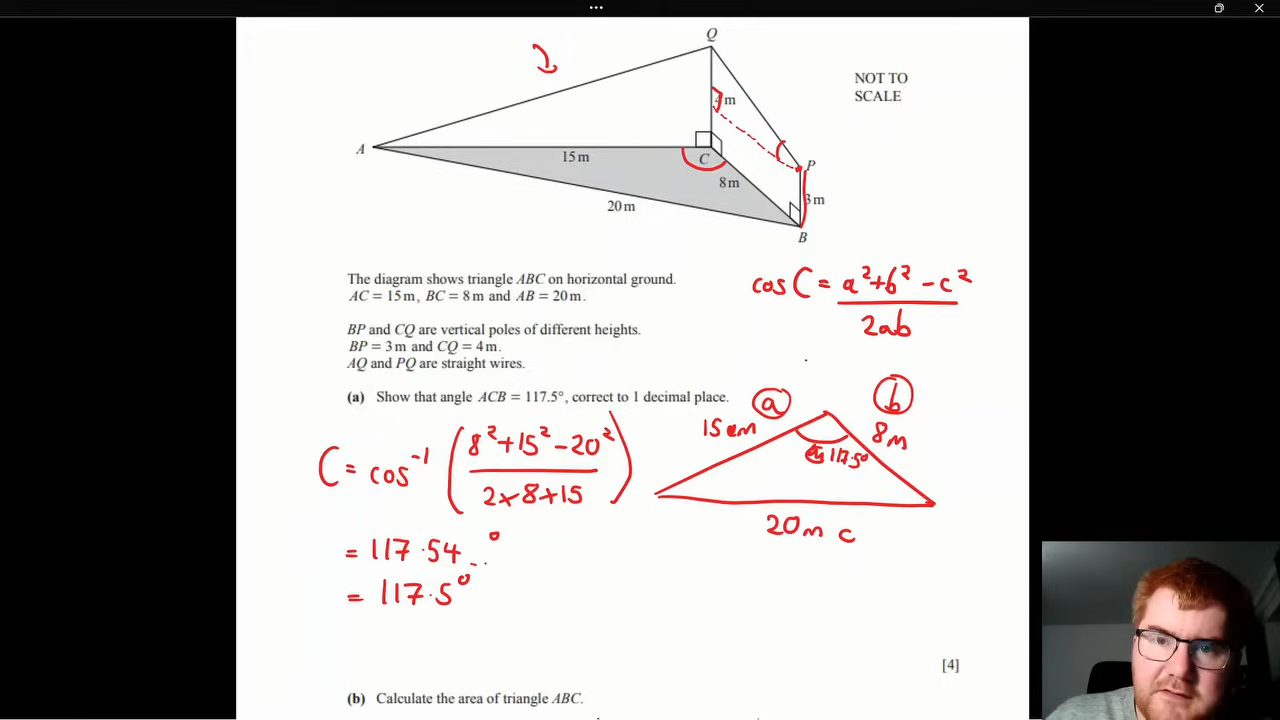 Q
NOT TO
SCALE
4 m
A
C
P
15 m
8 m
3 m
20 m
B
The diagram shows triangle ABC on horizontal ground.
AC = 15 m, BC = 8 m and AB = 20 m.
cos C = a² + b² - c²
2ab
BP and CQ are vertical poles of different heights.
BP = 3 m and CQ = 4 m.
AQ and PQ are straight wires.
(a) Show that angle ACB = 117.5°, correct to 1 decimal place.
a
b
15 m
8m
117.5°
C = cos⁻¹ ( 8² + 15² - 20² )
2 × 8 × 15
20m c
= 117.54...°
= 117.5°
[4]
(b) Calculate the area of triangle ABC.